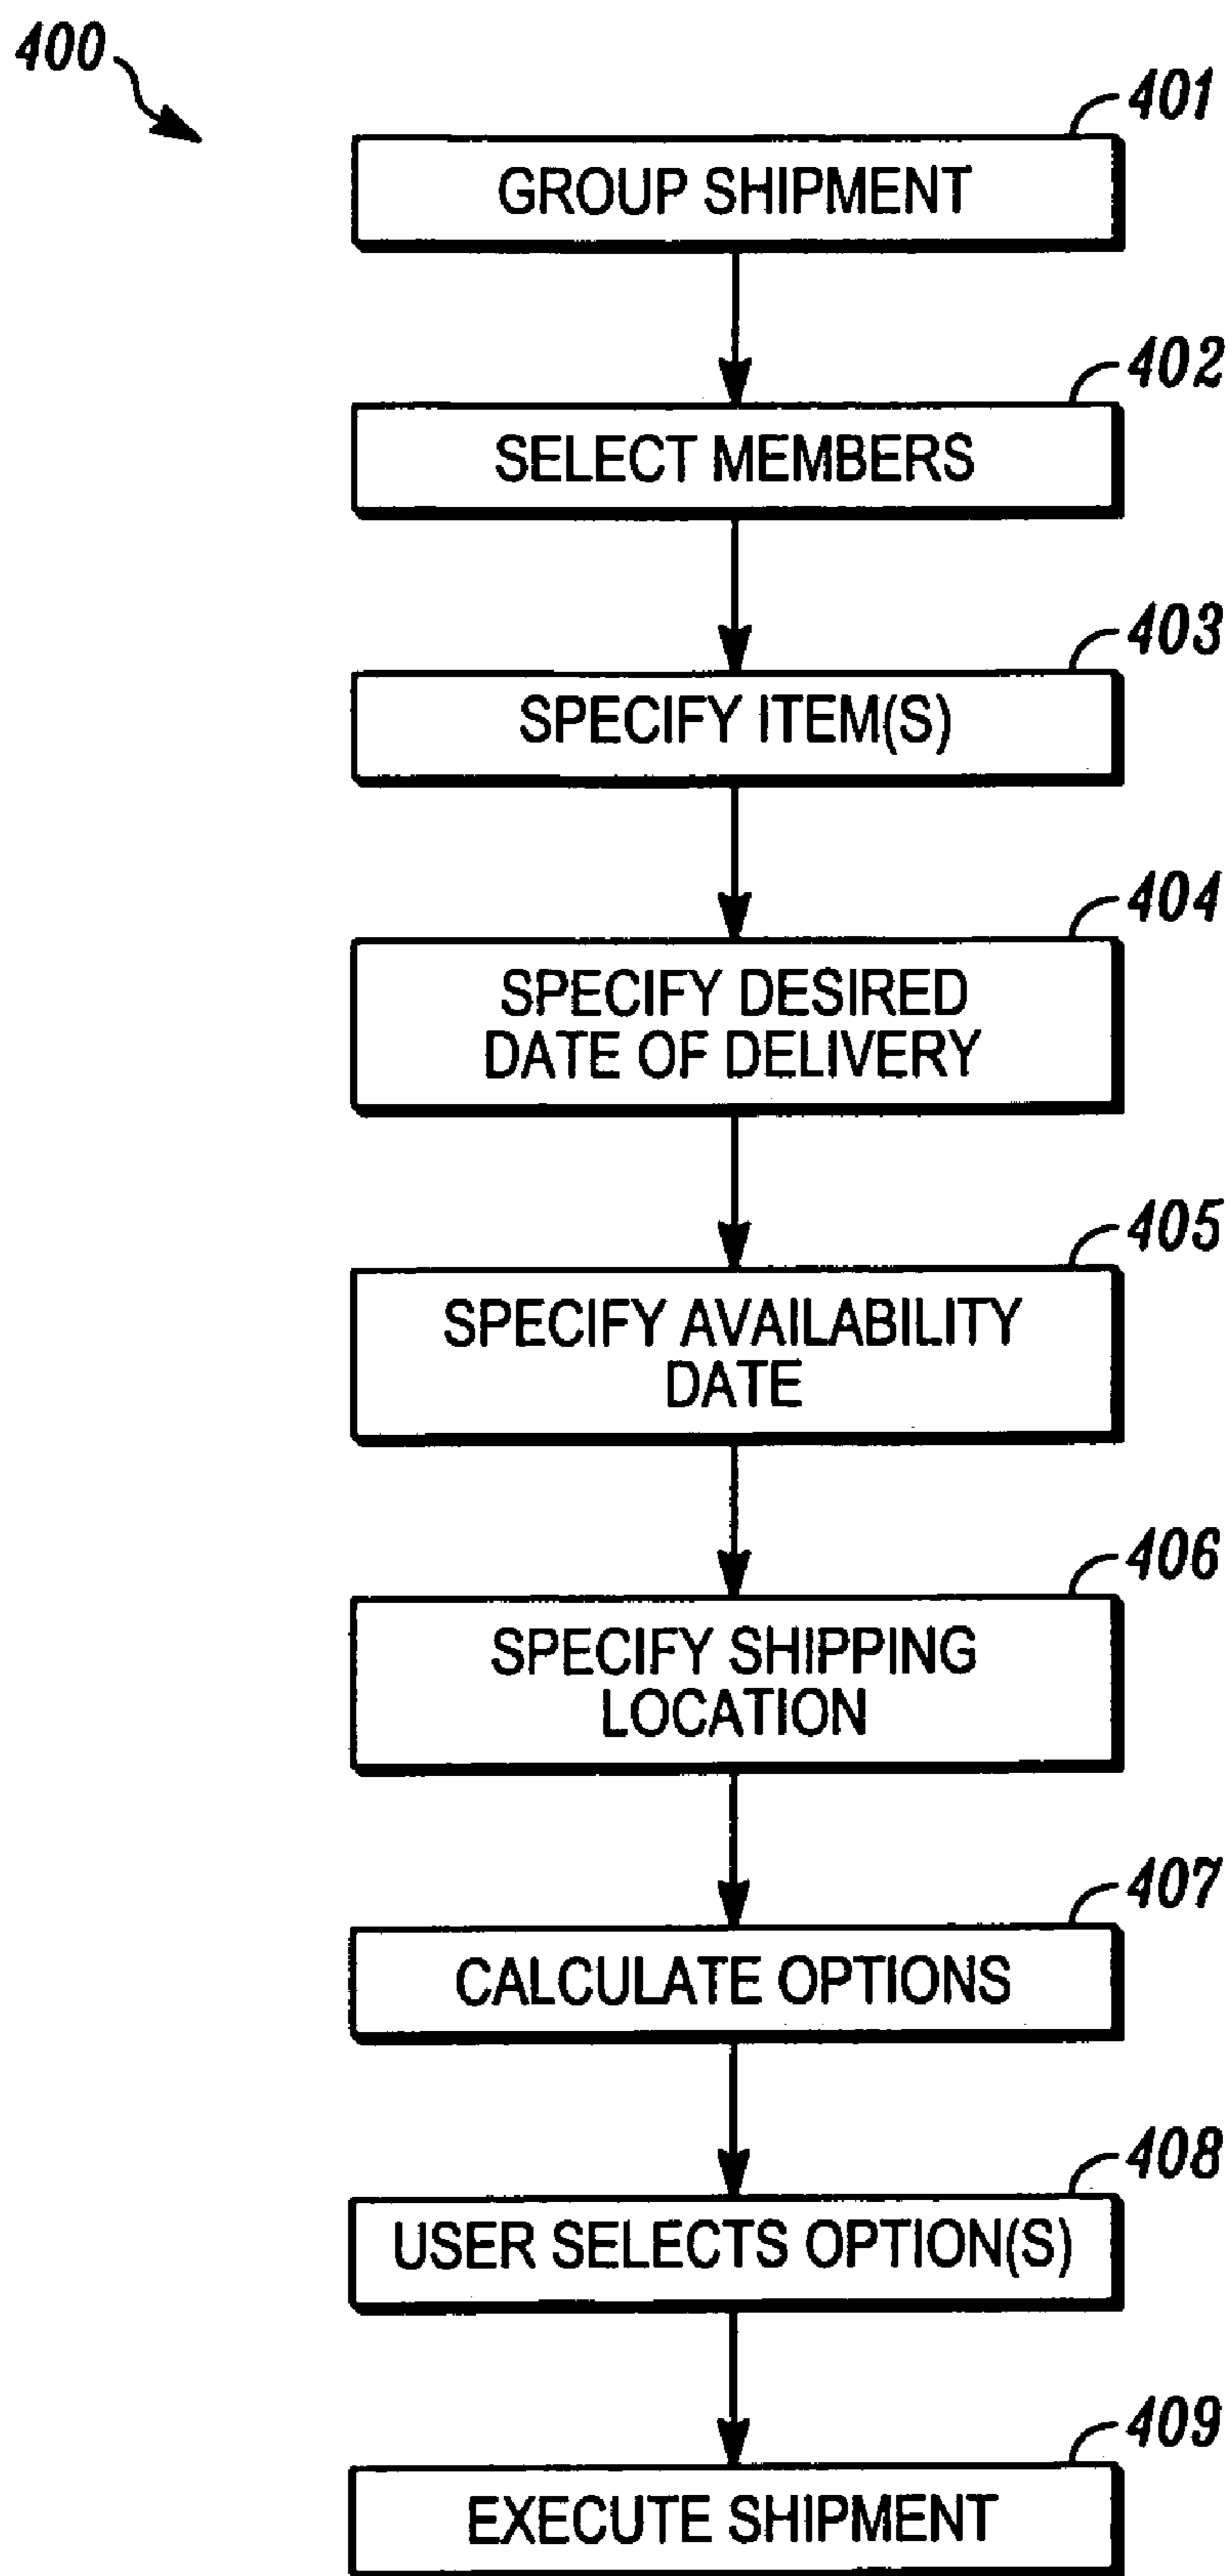 400
401
GROUP SHIPMENT
402
SELECT MEMBERS
403
SPECIFY ITEM(S)
404
SPECIFY DESIRED
DATE OF DELIVERY
405
SPECIFY AVAILABILITY
DATE
406
SPECIFY SHIPPING
LOCATION
407
CALCULATE OPTIONS
408
USER SELECTS OPTION(S)
409
EXECUTE SHIPMENT